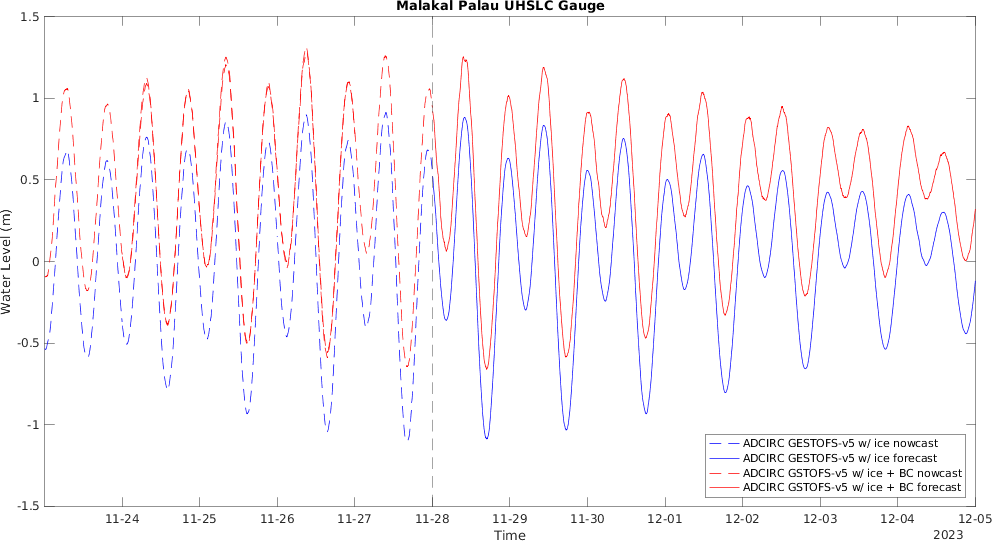 Malakal Palau UHSLC Gauge
1.5
1
0.5
0
-0.5
-1
-1.5
Water Level (m)
11-24
11-25
11-26
11-27
11-28
11-29
11-30
12-01
12-02
12-03
12-04
12-05
Time
2023
ADCIRC GESTOFS-v5 w/ ice nowcast
ADCIRC GESTOFS-v5 w/ ice forecast
ADCIRC GSTOFS-v5 w/ ice + BC nowcast
ADCIRC GSTOFS-v5 w/ ice + BC forecast